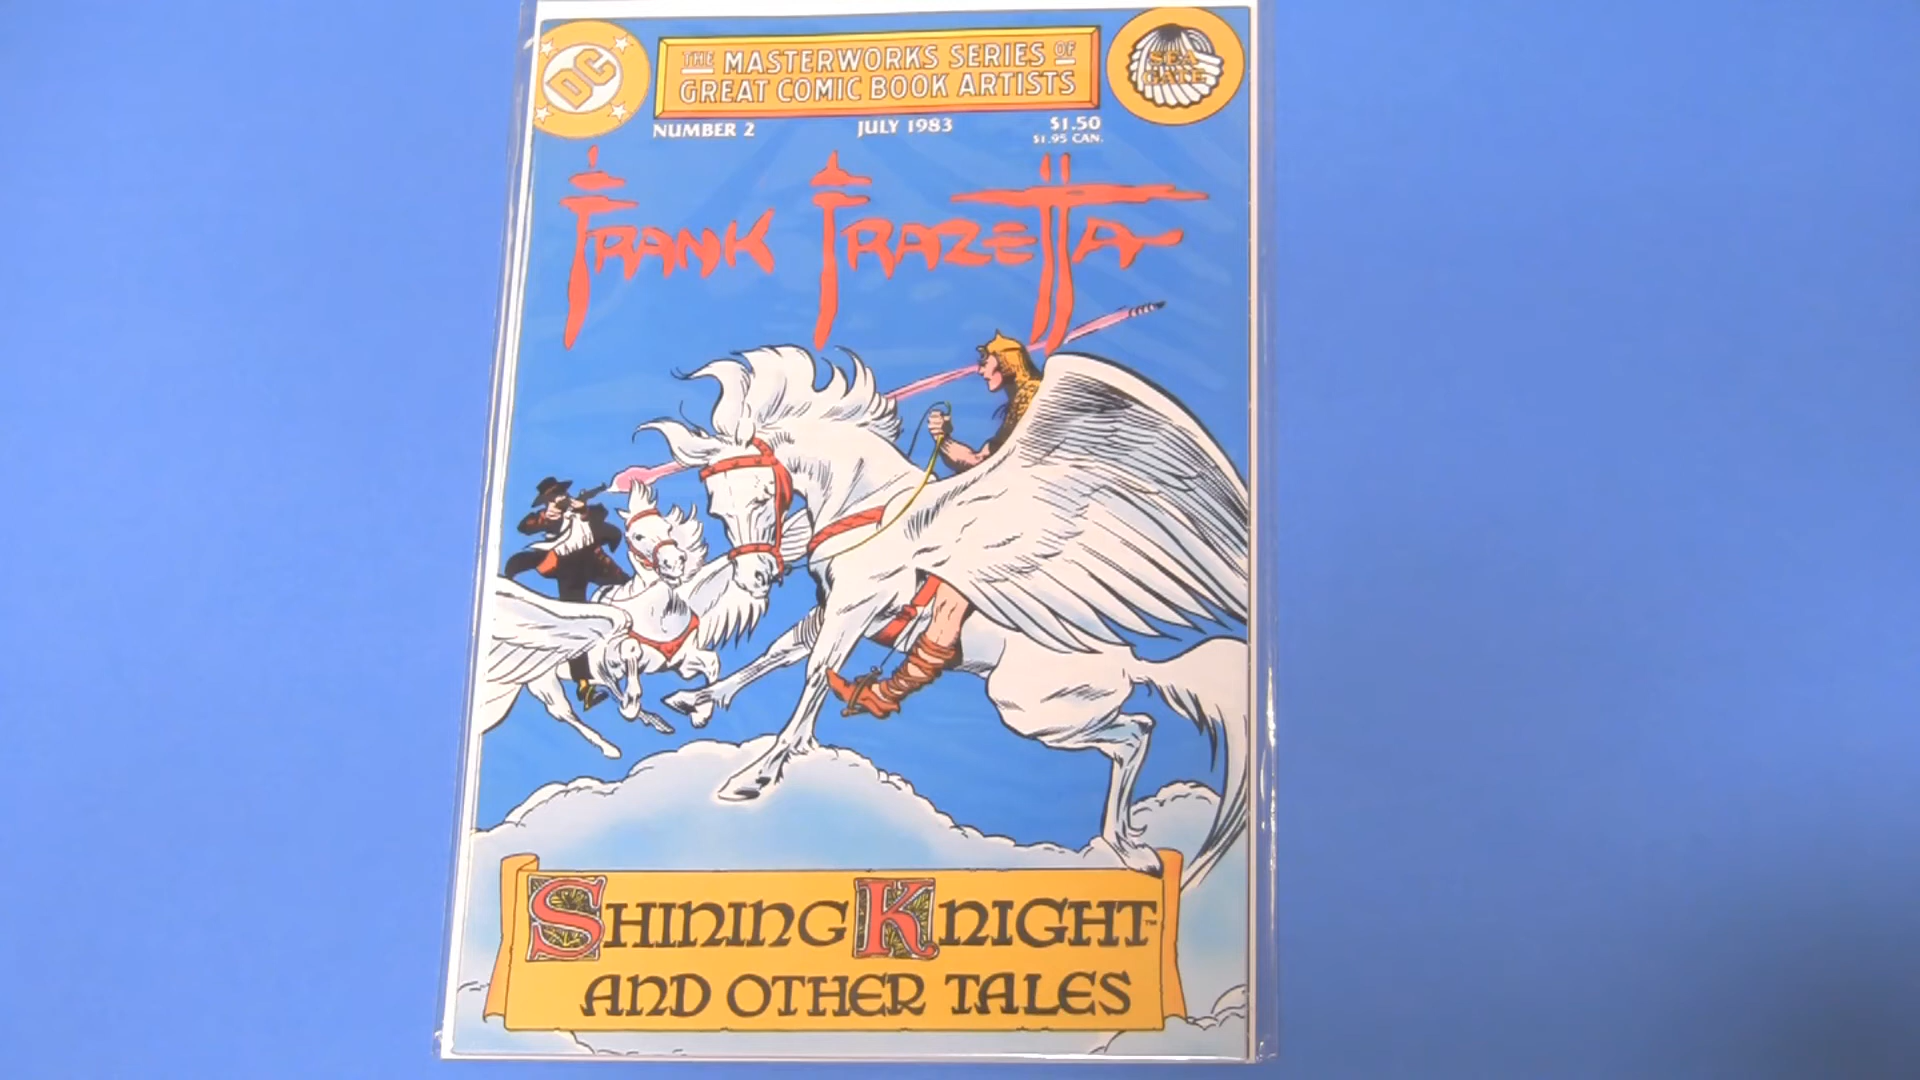 DC
THE MASTERWORKS SERIES OF
GREAT COMIC BOOK ARTISTS
SEA
GATE
NUMBER 2 JULY 1983 $1.50
$1.95 CAN.
FRANK FRAZETTA
SHINING KNIGHT™
AND OTHER TALES